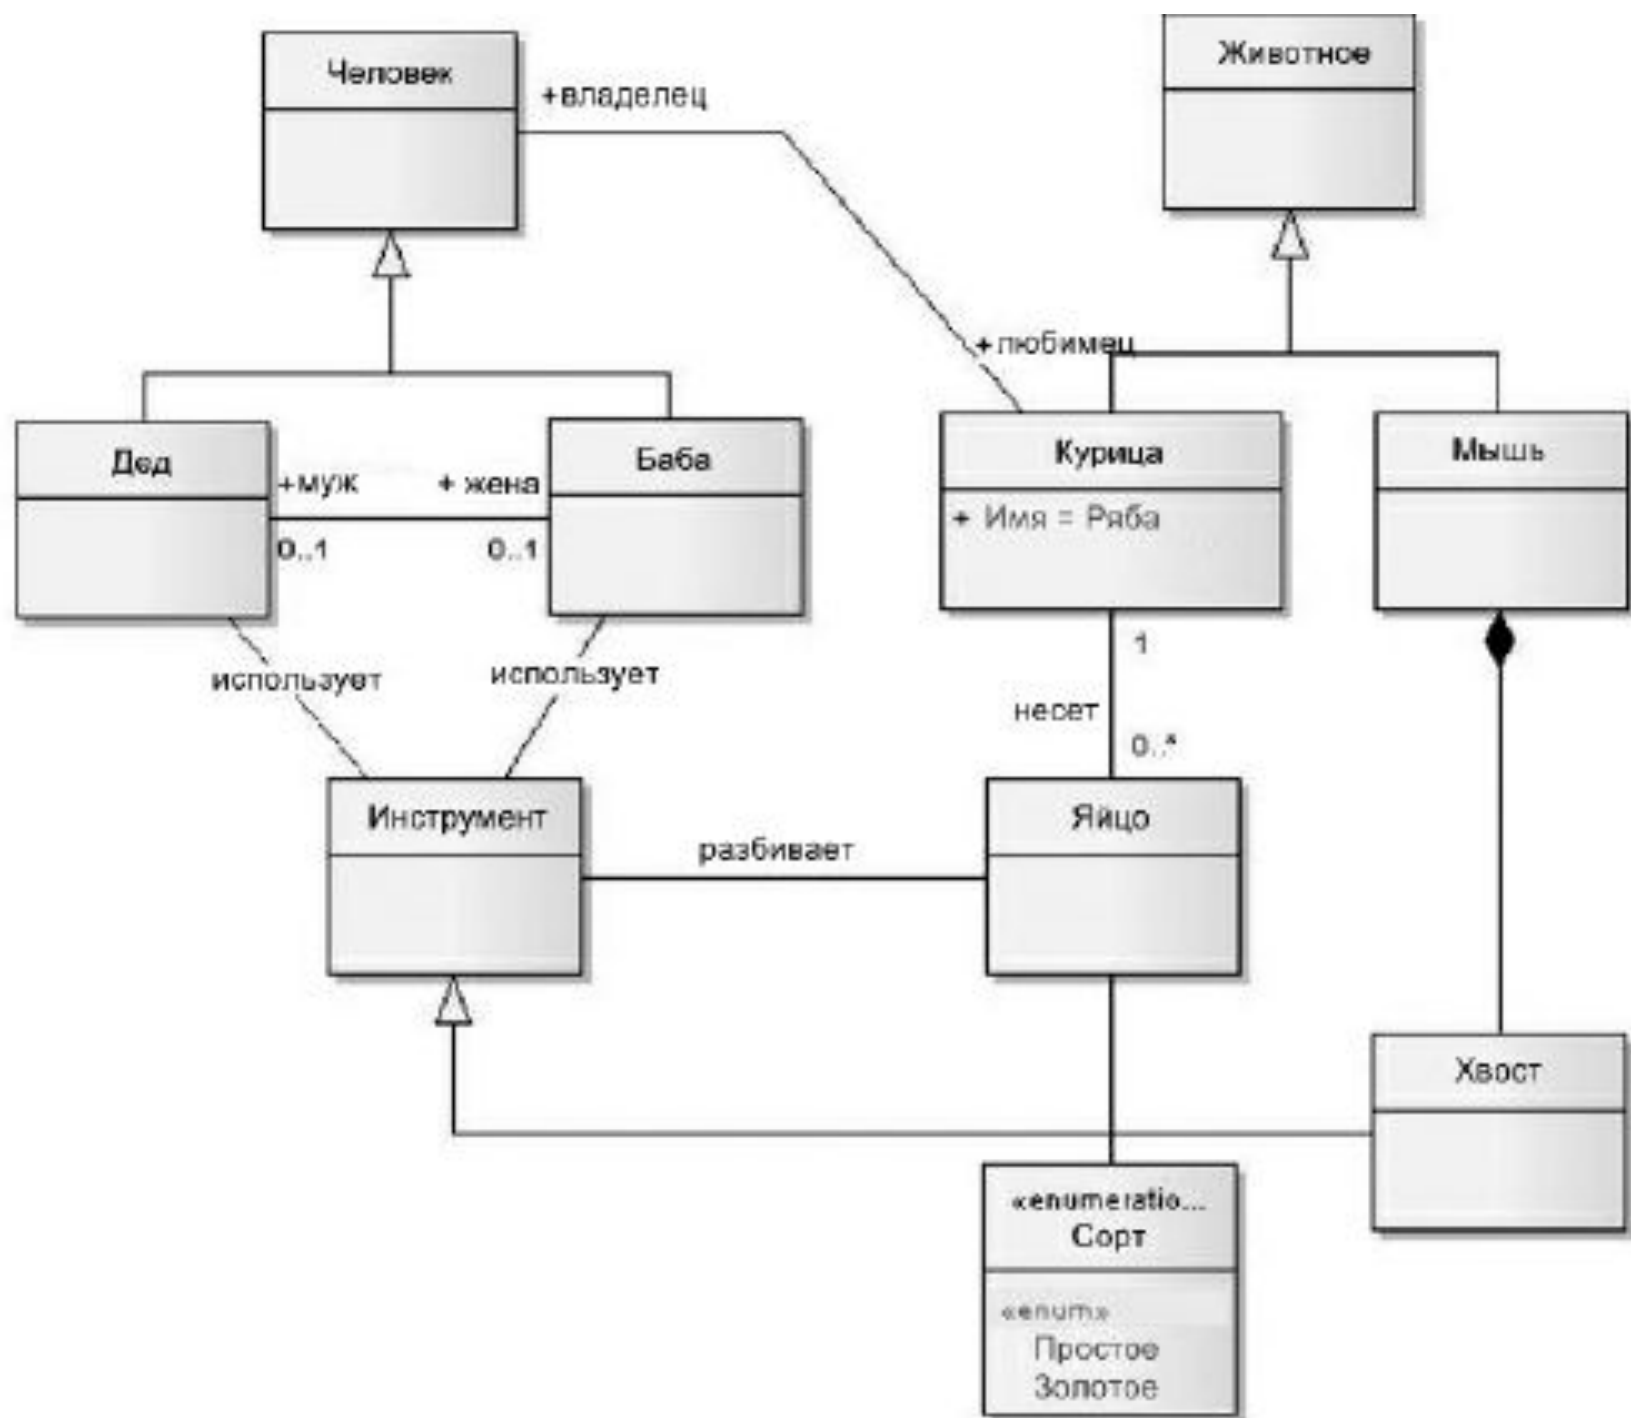 Человек
Животное
+владелец
+любимец
Дед
Баба
Курица
Мышь
+муж
+ жена
+ Имя = Ряба
0..1
0..1
1
использует
использует
несет
0..*
Инструмент
Яйцо
разбивает
Хвост
«enumeratio...
Сорт
«enum»
Простое
Золотое